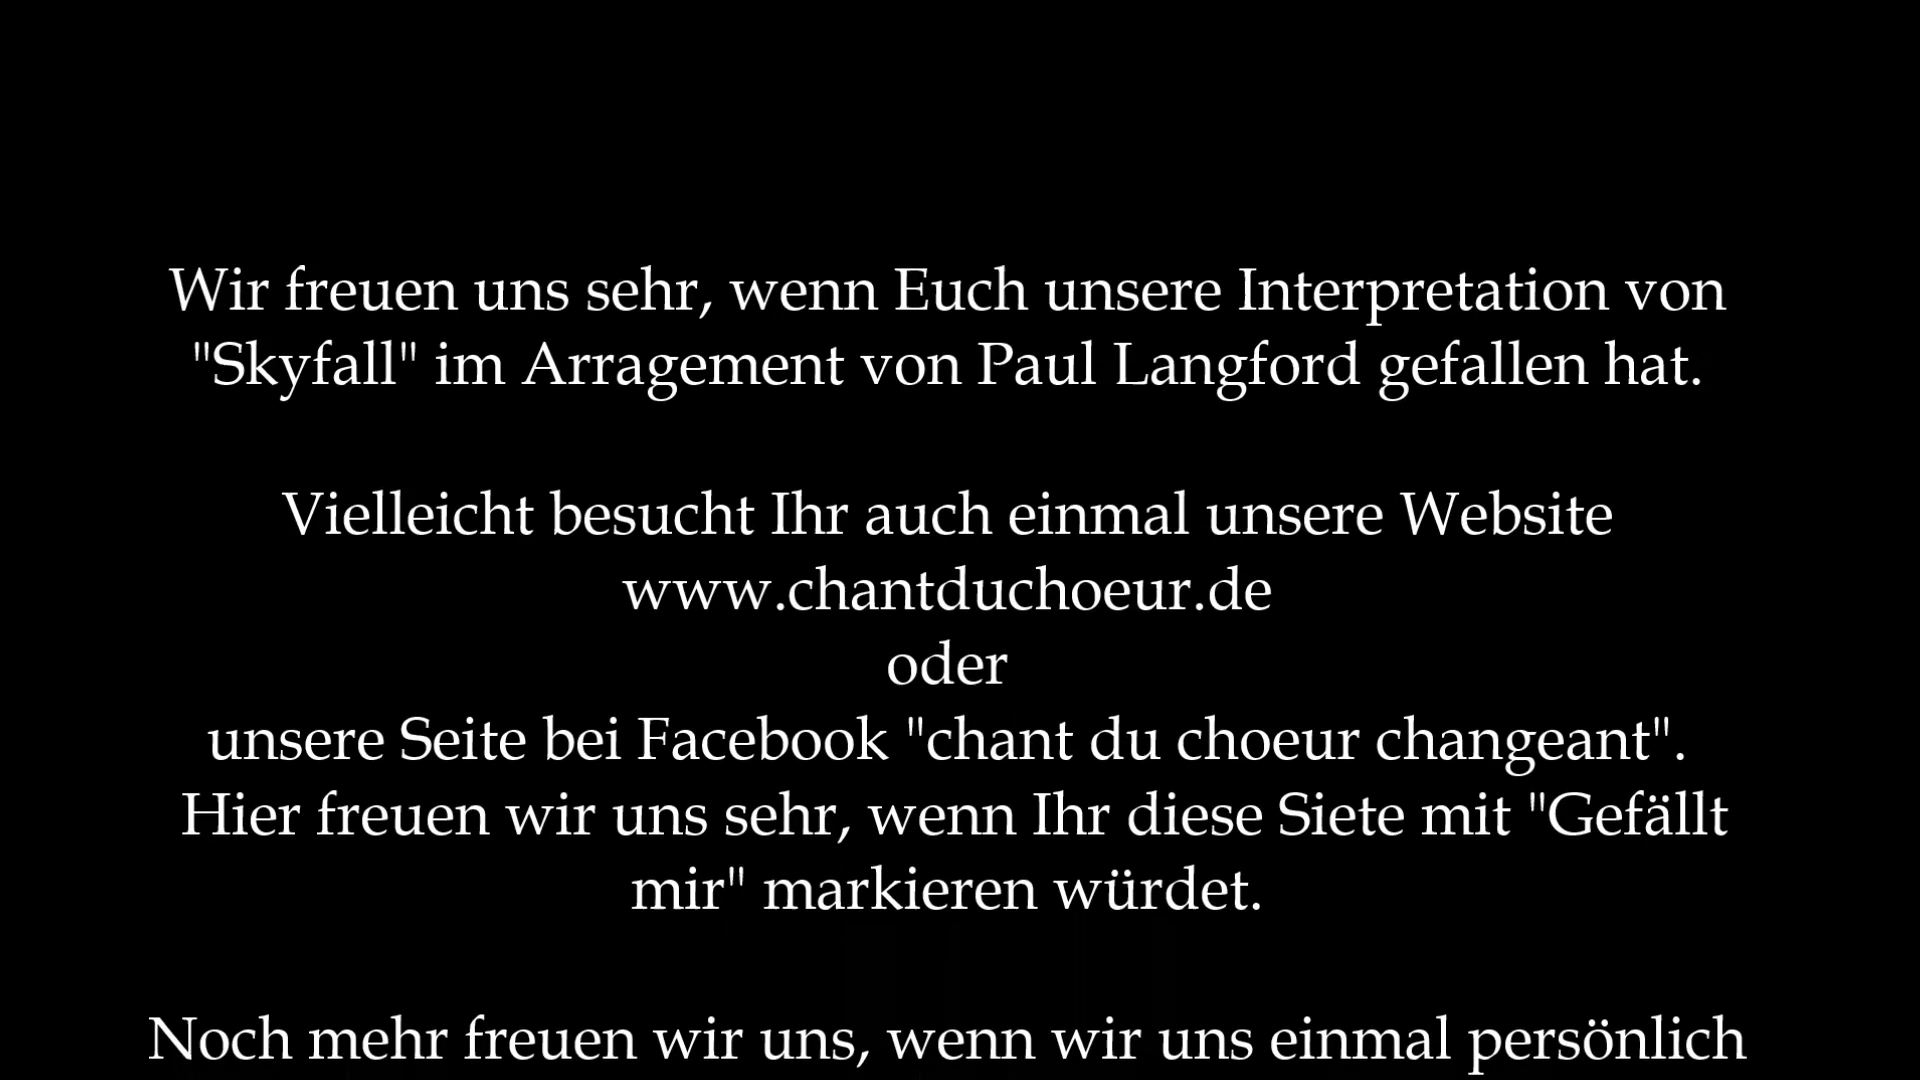 Wir freuen uns sehr, wenn Euch unsere Interpretation von
"Skyfall" im Arragement von Paul Langford gefallen hat.
Vielleicht besucht Ihr auch einmal unsere Website
www.chantduchoeur.de
oder
unsere Seite bei Facebook "chant du choeur changeant".
Hier freuen wir uns sehr, wenn Ihr diese Siete mit "Gefällt
mir" markieren würdet.
Noch mehr freuen wir uns, wenn wir uns einmal persönlich